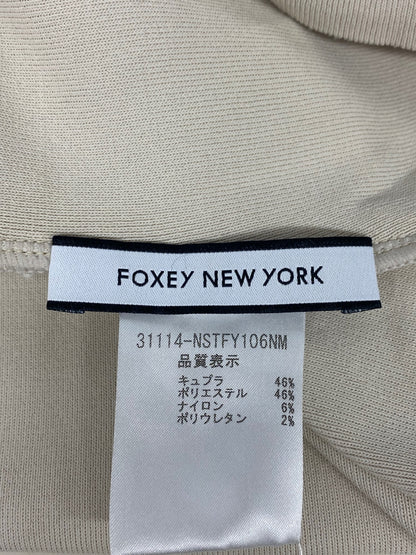 FOXEY NEW YORK
31114-NSTFY106NM
品質表示
キュプラ 46%
ポリエステル 46%
ナイロン 6%
ポリウレタン 2%